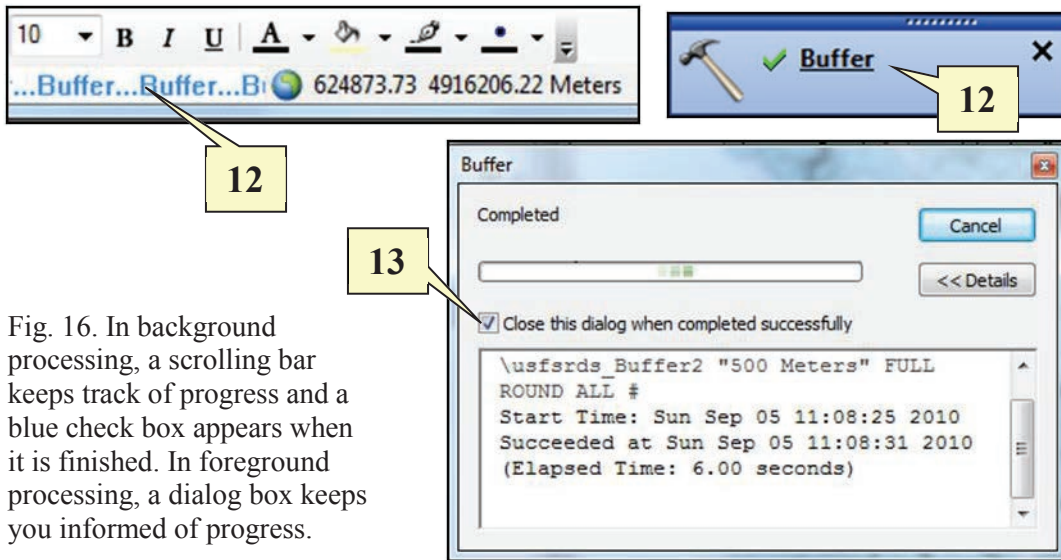 10 B I U A
...Buffer...Buffer...B 624873.73 4916206.22 Meters
12
Buffer
12
Buffer
Completed
Cancel
<< Details
13
Close this dialog when completed successfully
\usfsrds_Buffer2 "500 Meters" FULL
ROUND ALL #
Start Time: Sun Sep 05 11:08:25 2010
Succeeded at Sun Sep 05 11:08:31 2010
(Elapsed Time: 6.00 seconds)
Fig. 16. In background
processing, a scrolling bar
keeps track of progress and a
blue check box appears when
it is finished. In foreground
processing, a dialog box keeps
you informed of progress.